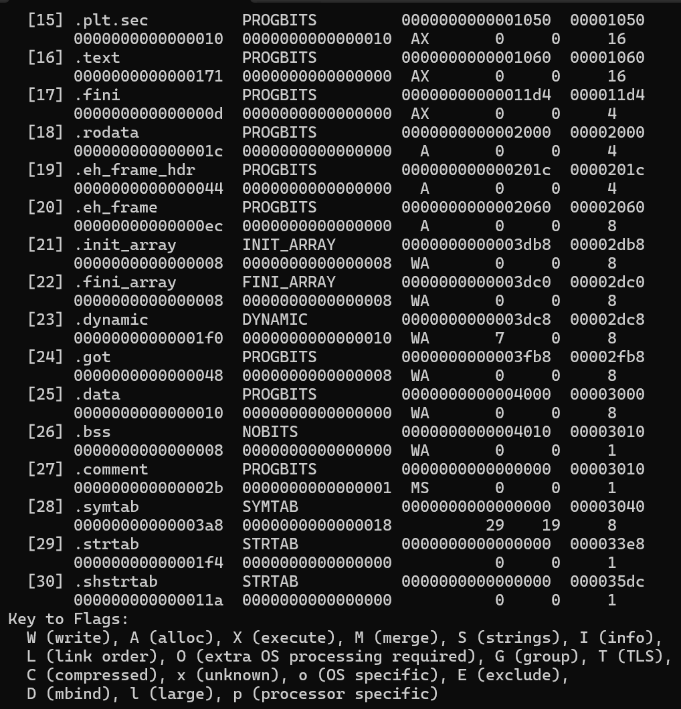 [15] .plt.sec PROGBITS 0000000000001050 00001050
0000000000000010 0000000000000010 AX 0 0 16
[16] .text PROGBITS 0000000000001060 00001060
0000000000000171 0000000000000000 AX 0 0 16
[17] .fini PROGBITS 00000000000011d4 000011d4
000000000000000d 0000000000000000 AX 0 0 4
[18] .rodata PROGBITS 0000000000002000 00002000
000000000000001c 0000000000000000 A 0 0 4
[19] .eh_frame_hdr PROGBITS 000000000000201c 0000201c
0000000000000044 0000000000000000 A 0 0 4
[20] .eh_frame PROGBITS 0000000000002060 00002060
00000000000000ec 0000000000000000 A 0 0 8
[21] .init_array INIT_ARRAY 0000000000003db8 00002db8
0000000000000008 0000000000000008 WA 0 0 8
[22] .fini_array FINI_ARRAY 0000000000003dc0 00002dc0
0000000000000008 0000000000000008 WA 0 0 8
[23] .dynamic DYNAMIC 0000000000003dc8 00002dc8
00000000000001f0 0000000000000010 WA 7 0 8
[24] .got PROGBITS 0000000000003fb8 00002fb8
0000000000000048 0000000000000008 WA 0 0 8
[25] .data PROGBITS 0000000000004000 00003000
0000000000000010 0000000000000000 WA 0 0 8
[26] .bss NOBITS 0000000000004010 00003010
0000000000000008 0000000000000000 WA 0 0 1
[27] .comment PROGBITS 0000000000000000 00003010
000000000000002b 0000000000000001 MS 0 0 1
[28] .symtab SYMTAB 0000000000000000 00003040
00000000000003a8 0000000000000018 29 19 8
[29] .strtab STRTAB 0000000000000000 000033e8
00000000000001f4 0000000000000000 0 0 1
[30] .shstrtab STRTAB 0000000000000000 000035dc
000000000000011a 0000000000000000 0 0 1
Key to Flags:
W (write), A (alloc), X (execute), M (merge), S (strings), I (info),
L (link order), O (extra OS processing required), G (group), T (TLS),
C (compressed), x (unknown), o (OS specific), E (exclude),
D (mbind), l (large), p (processor specific)